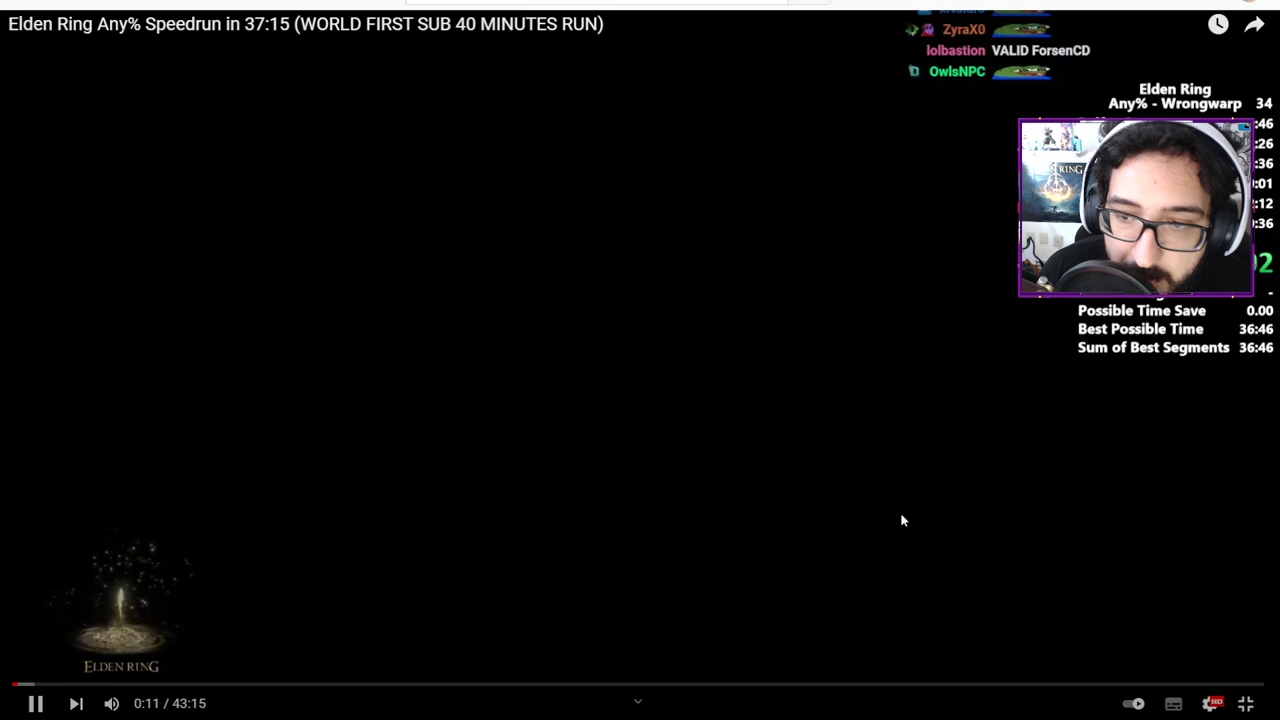 Elden Ring Any% Speedrun in 37:15 (WORLD FIRST SUB 40 MINUTES RUN)
ZyraX0
lolbastion VALID ForsenCD
OwlsNPC
Elden Ring
Any% - Wrongwarp 34
:46
:26
:36
:01
:12
:36
Possible Time Save 0.00
Best Possible Time 36:46
Sum of Best Segments 36:46
ELDEN RING
0:11 / 43:15
HD